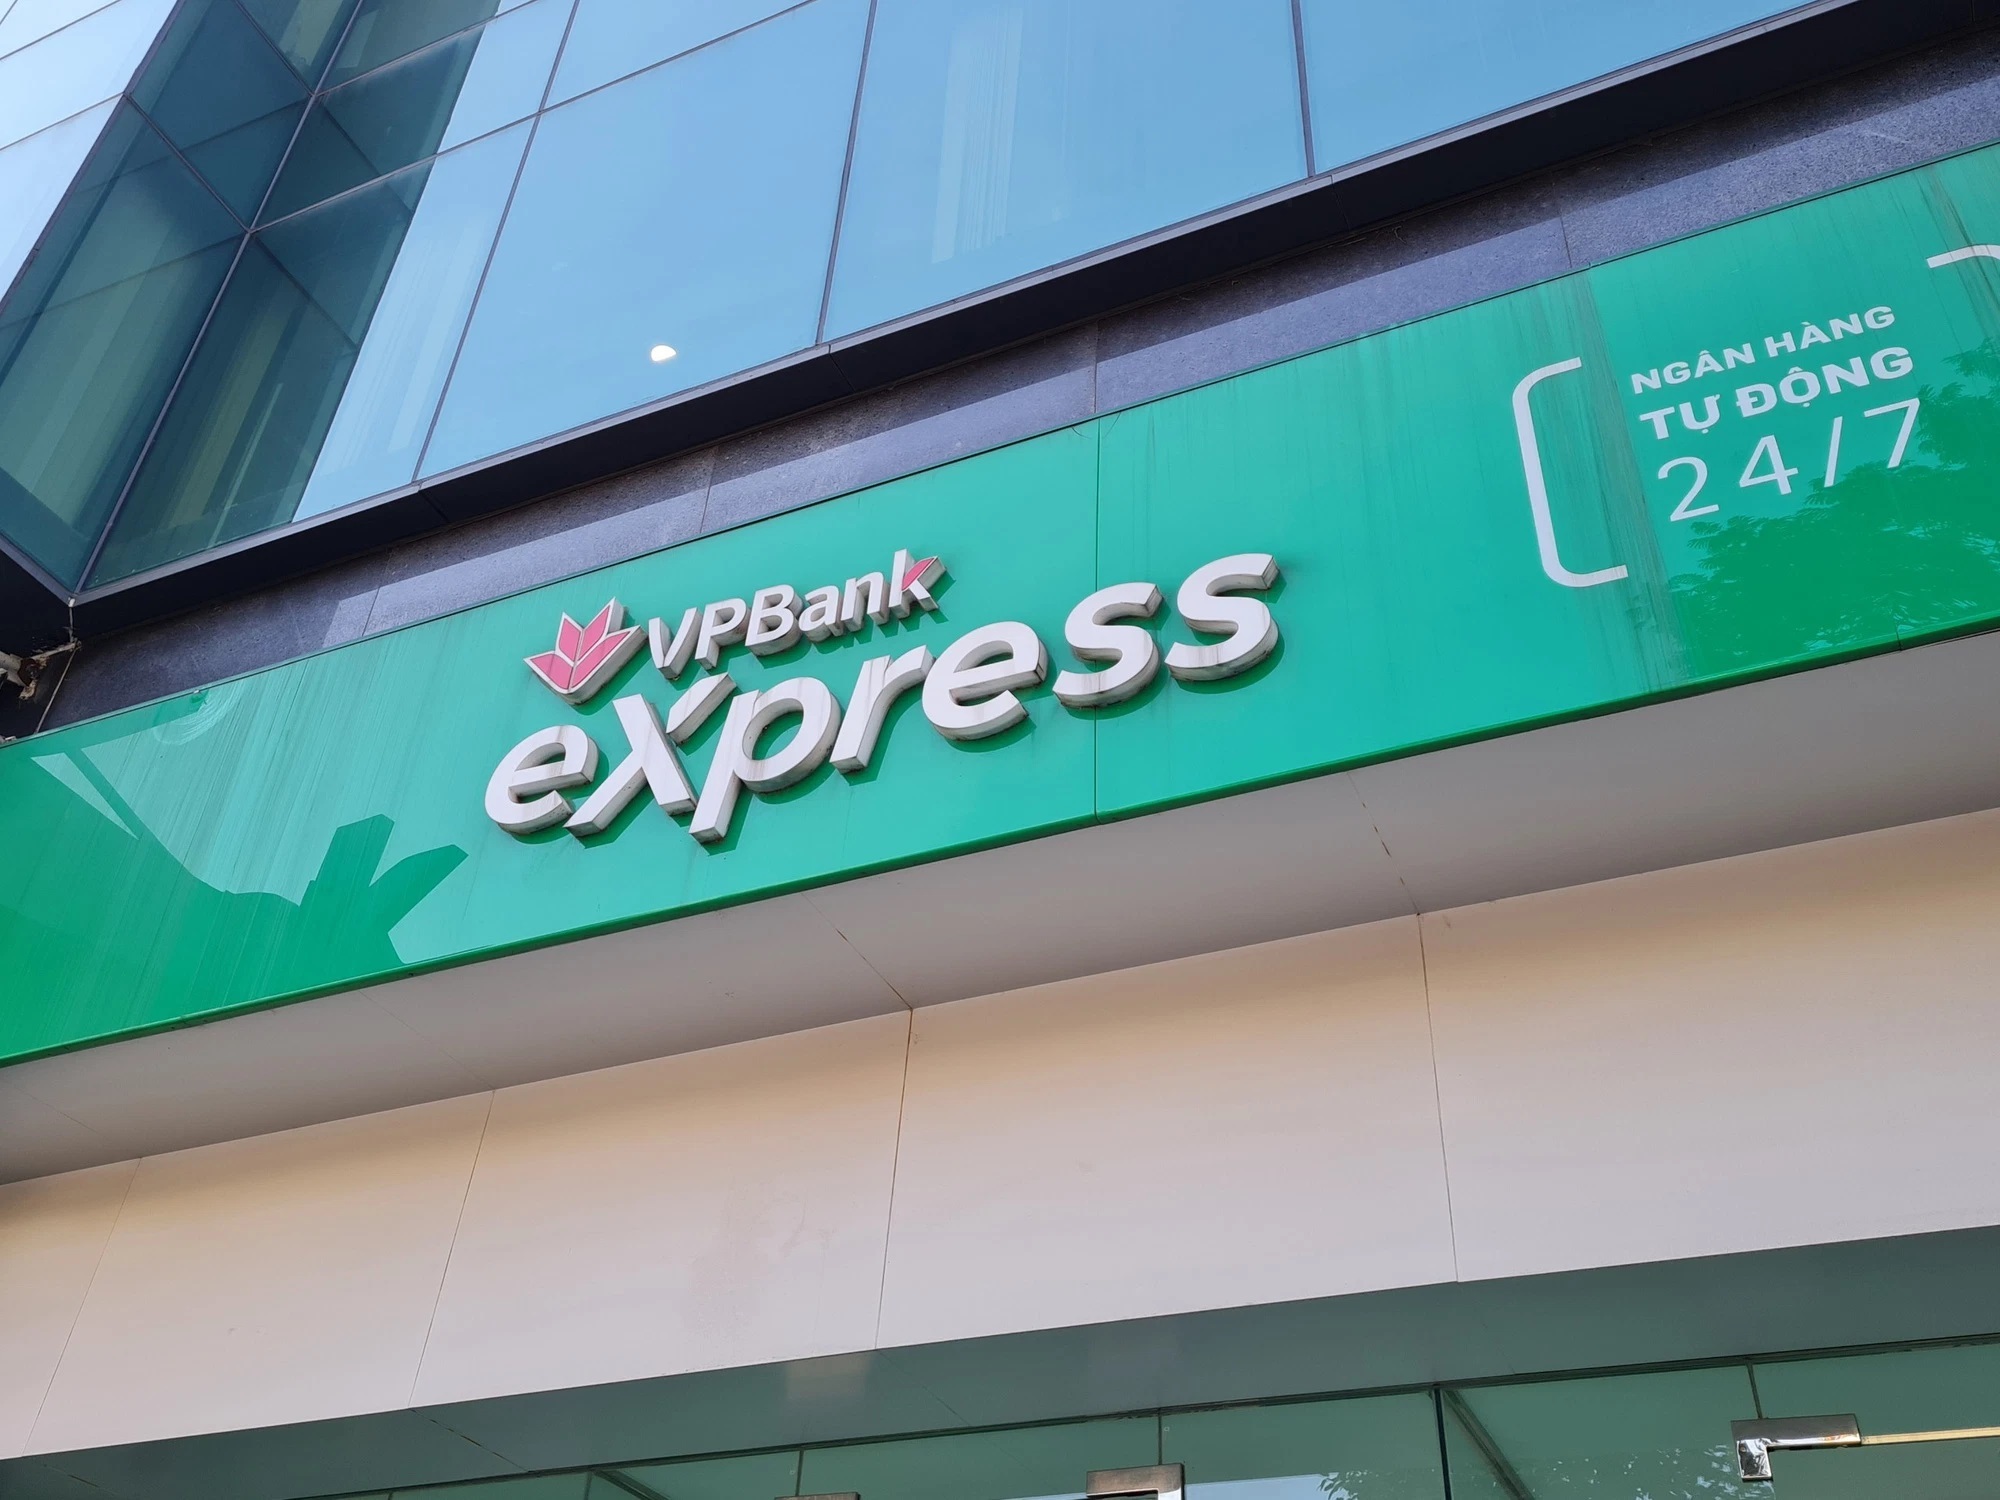 VPBank
eXpress
NGÂN HÀNG
TỰ ĐỘNG
24/7